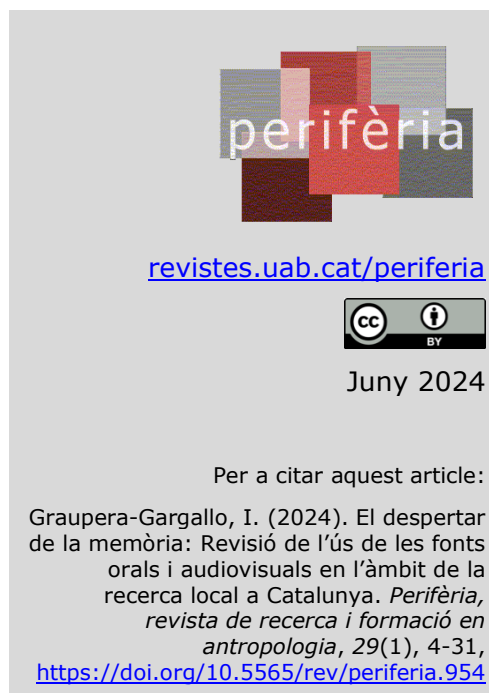 perifèria
revistes.uab.cat/periferia
cc
BY
Juny 2024
Per a citar aquest article:
Graupera-Gargallo, I. (2024). El despertar
de la memòria: Revisió de l’ús de les fonts
orals i audiovisuals en l’àmbit de la
recerca local a Catalunya. Perifèria,
revista de recerca i formació en
antropologia, 29(1), 4-31,
https://doi.org/10.5565/rev/periferia.954